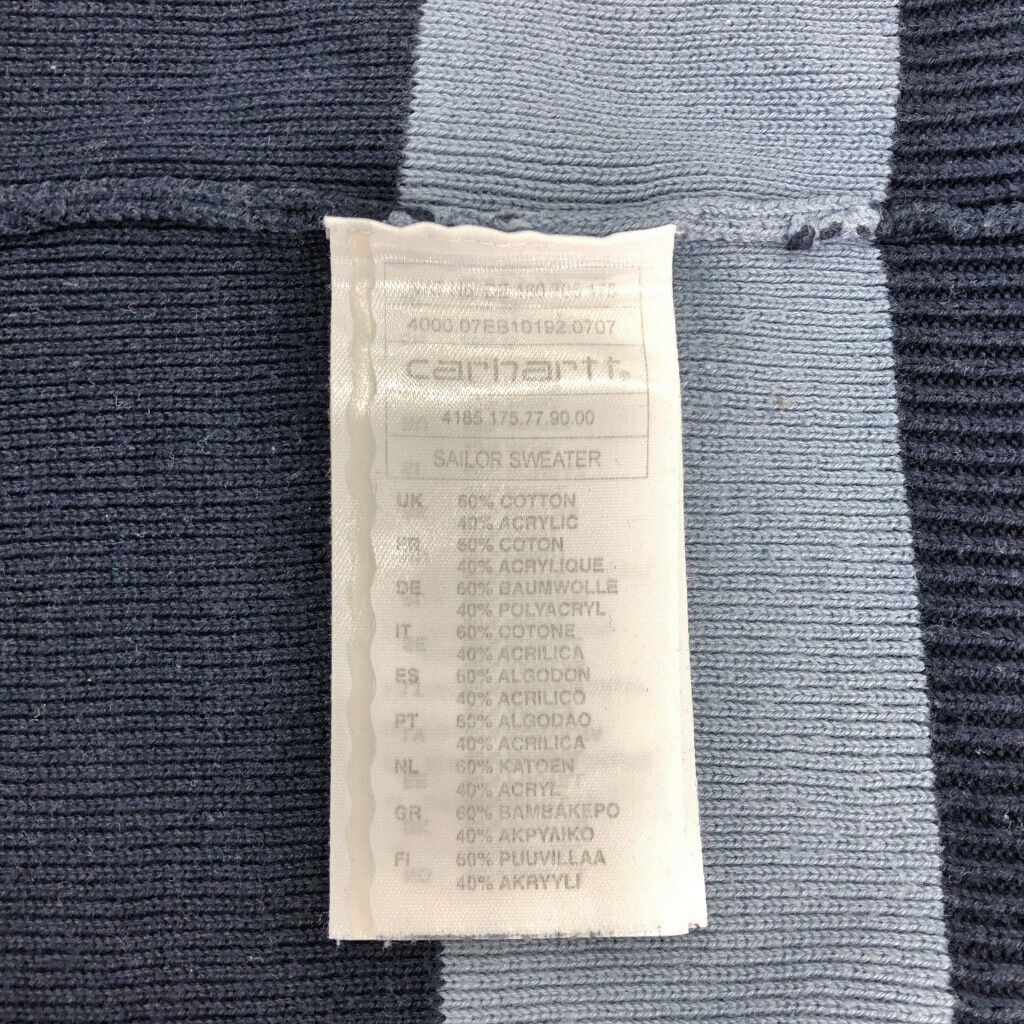 4000.07EB10192.0707
carhartt®
4185 175.77.90.00
SAILOR SWEATER
UK 60% COTTON
40% ACRYLIC
FR 60% COTON
40% ACRYLIQUE
DE 60% BAUMWOLLE
40% POLYACRYL
IT 60% COTONE
40% ACRILICA
ES 60% ALGODON
40% ACRILICO
PT 60% ALGODAO
40% ACRILICA
NL 60% KATOEN
40% ACRYL
GR 60% BAMBAKEPO
40% AKPYAIKO
FI 60% PUUVILLAA
40% AKRYYLI